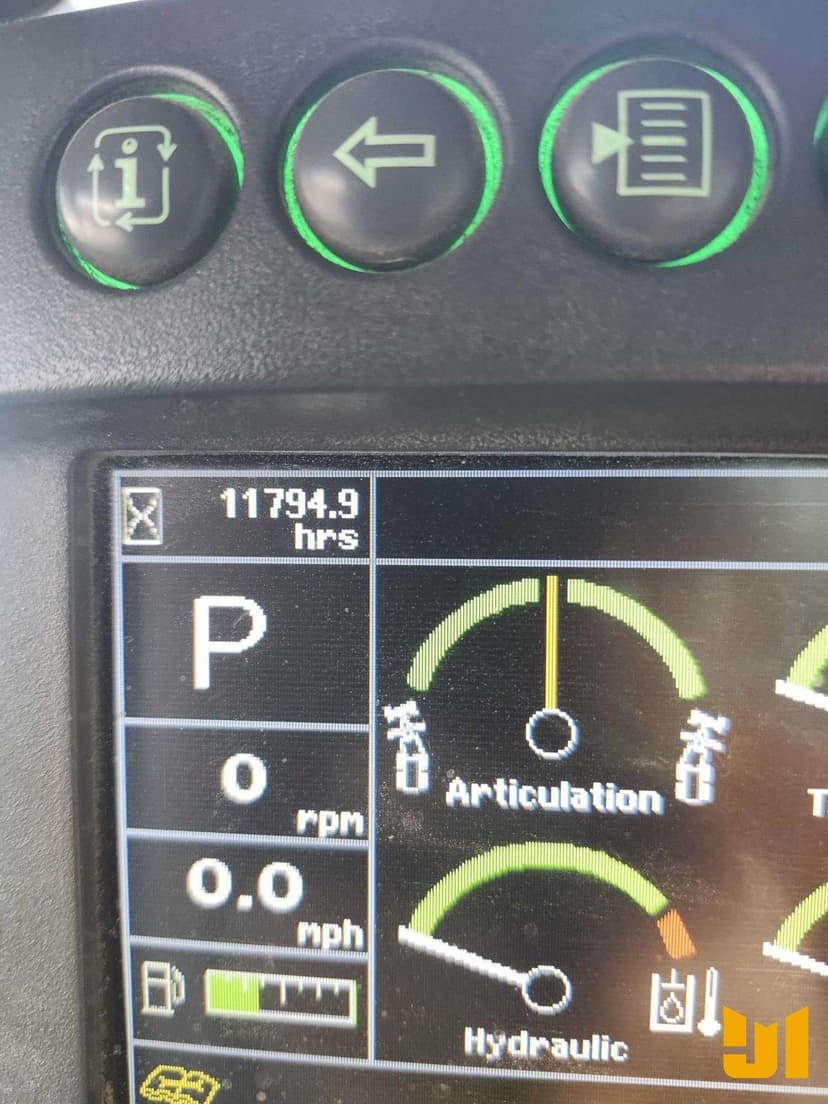 i
11794.9
hrs
P
0
rpm
0.0
mph
Articulation
T
Hydraulic